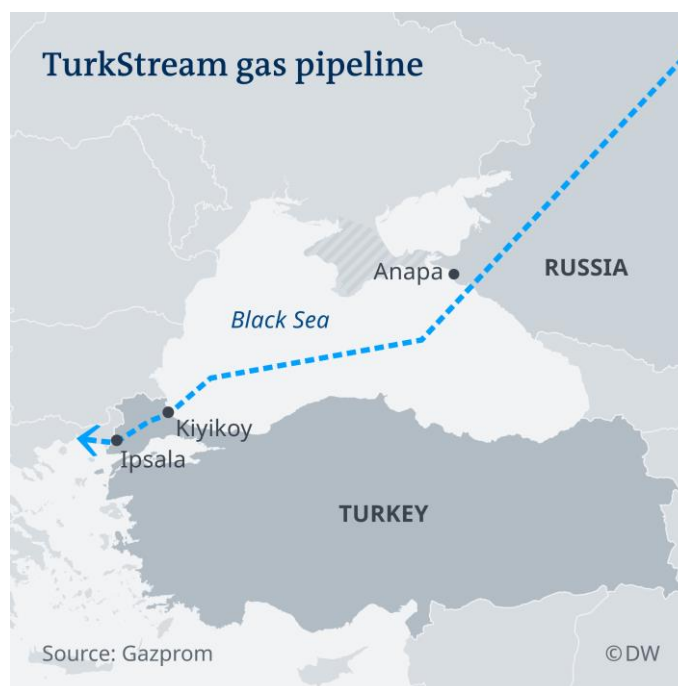 TurkStream gas pipeline
Anapa
RUSSIA
Black Sea
Kiyikoy
Ipsala
TURKEY
Source: Gazprom
©DW